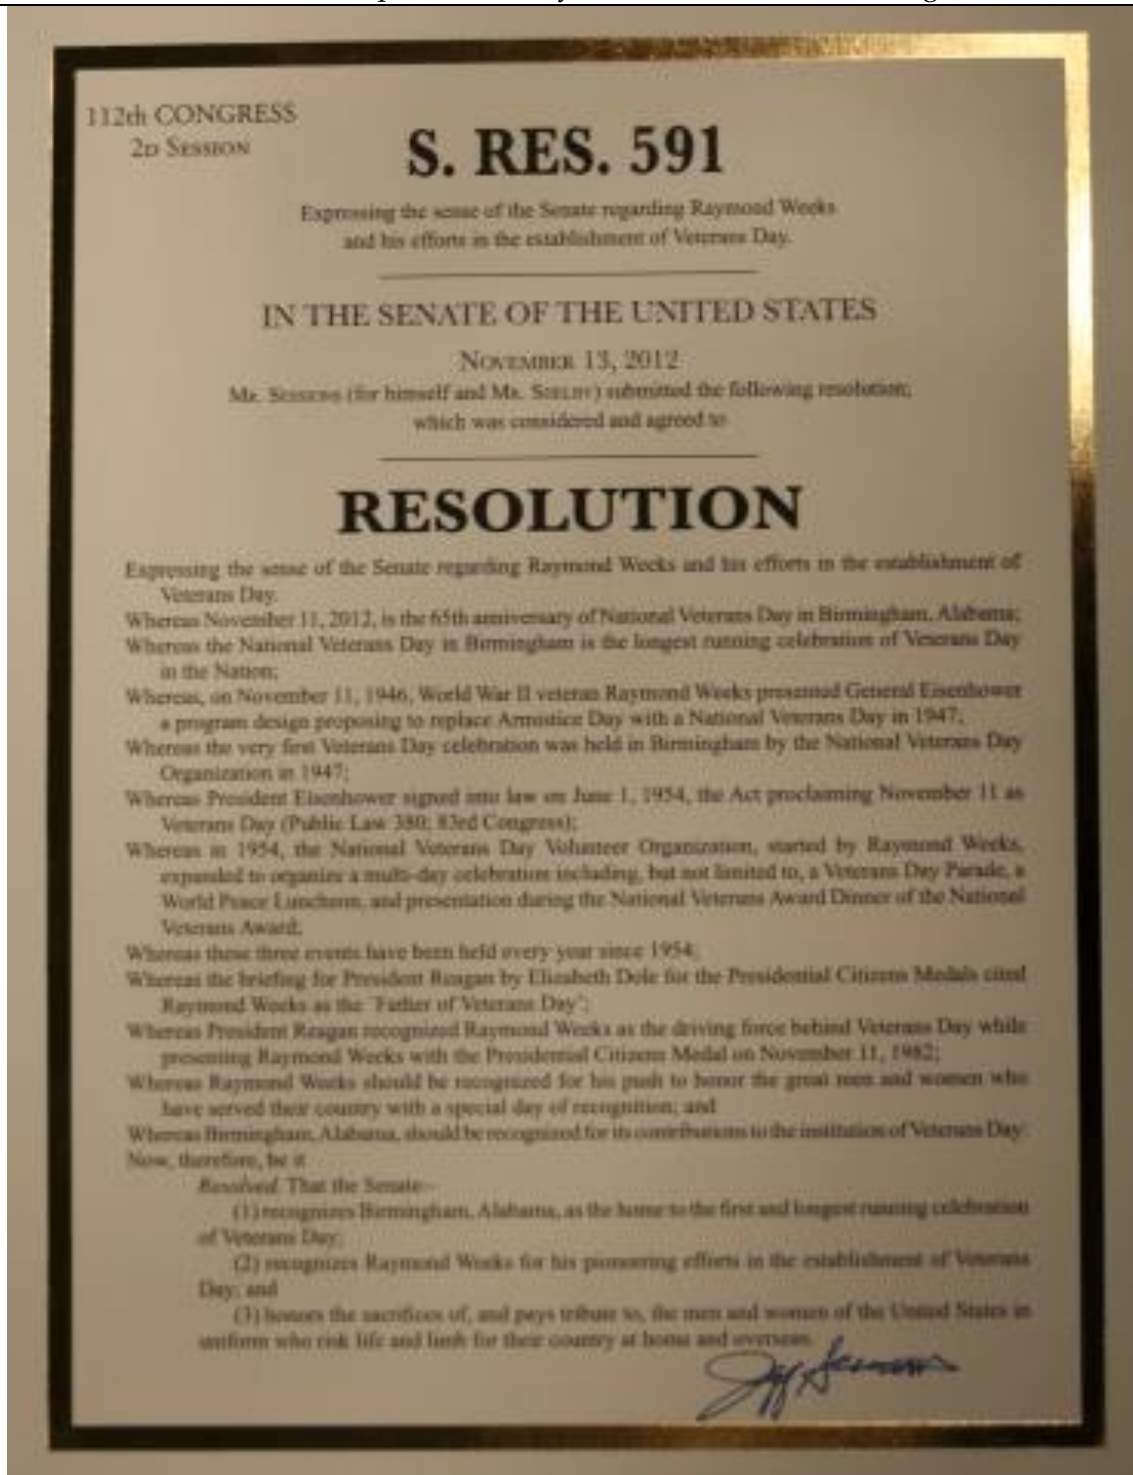 112th CONGRESS
2D SESSION
S. RES. 591
Expressing the sense of the Senate regarding Raymond Weeks
and his efforts in the establishment of Veterans Day.
IN THE SENATE OF THE UNITED STATES
NOVEMBER 13, 2012
MR. SESSIONS (for himself and MR. SHELBY) submitted the following resolution;
which was considered and agreed to
RESOLUTION
Expressing the sense of the Senate regarding Raymond Weeks and his efforts in the establishment of
Veterans Day.
Whereas November 11, 2012, is the 65th anniversary of National Veterans Day in Birmingham, Alabama;
Whereas the National Veterans Day in Birmingham is the longest running celebration of Veterans Day
in the Nation;
Whereas, on November 11, 1946, World War II veteran Raymond Weeks presented General Eisenhower
a program design proposing to replace Armistice Day with a National Veterans Day in 1947;
Whereas the very first Veterans Day celebration was held in Birmingham by the National Veterans Day
Organization in 1947;
Whereas President Eisenhower signed into law on June 1, 1954, the Act proclaiming November 11 as
Veterans Day (Public Law 380; 83rd Congress);
Whereas in 1954, the National Veterans Day Volunteer Organization, started by Raymond Weeks,
expanded to organize a multi-day celebration including, but not limited to, a Veterans Day Parade, a
World Peace Luncheon, and presentation during the National Veterans Award Dinner of the National
Veterans Award;
Whereas these three events have been held every year since 1954;
Whereas the briefing for President Reagan by Elizabeth Dole for the Presidential Citizens Medals cited
Raymond Weeks as the 'Father of Veterans Day';
Whereas President Reagan recognized Raymond Weeks as the driving force behind Veterans Day while
presenting Raymond Weeks with the Presidential Citizens Medal on November 11, 1982;
Whereas Raymond Weeks should be recognized for his push to honor the great men and women who
have served their country with a special day of recognition; and
Whereas Birmingham, Alabama, should be recognized for its contributions to the institution of Veterans Day:
Now, therefore, be it
Resolved, That the Senate--
(1) recognizes Birmingham, Alabama, as the home to the first and longest running celebration
of Veterans Day;
(2) recognizes Raymond Weeks for his pioneering efforts in the establishment of Veterans
Day; and
(3) honors the sacrifices of, and pays tribute to, the men and women of the United States in
uniform who risk life and limb for their country at home and overseas.
Jeff Sessions